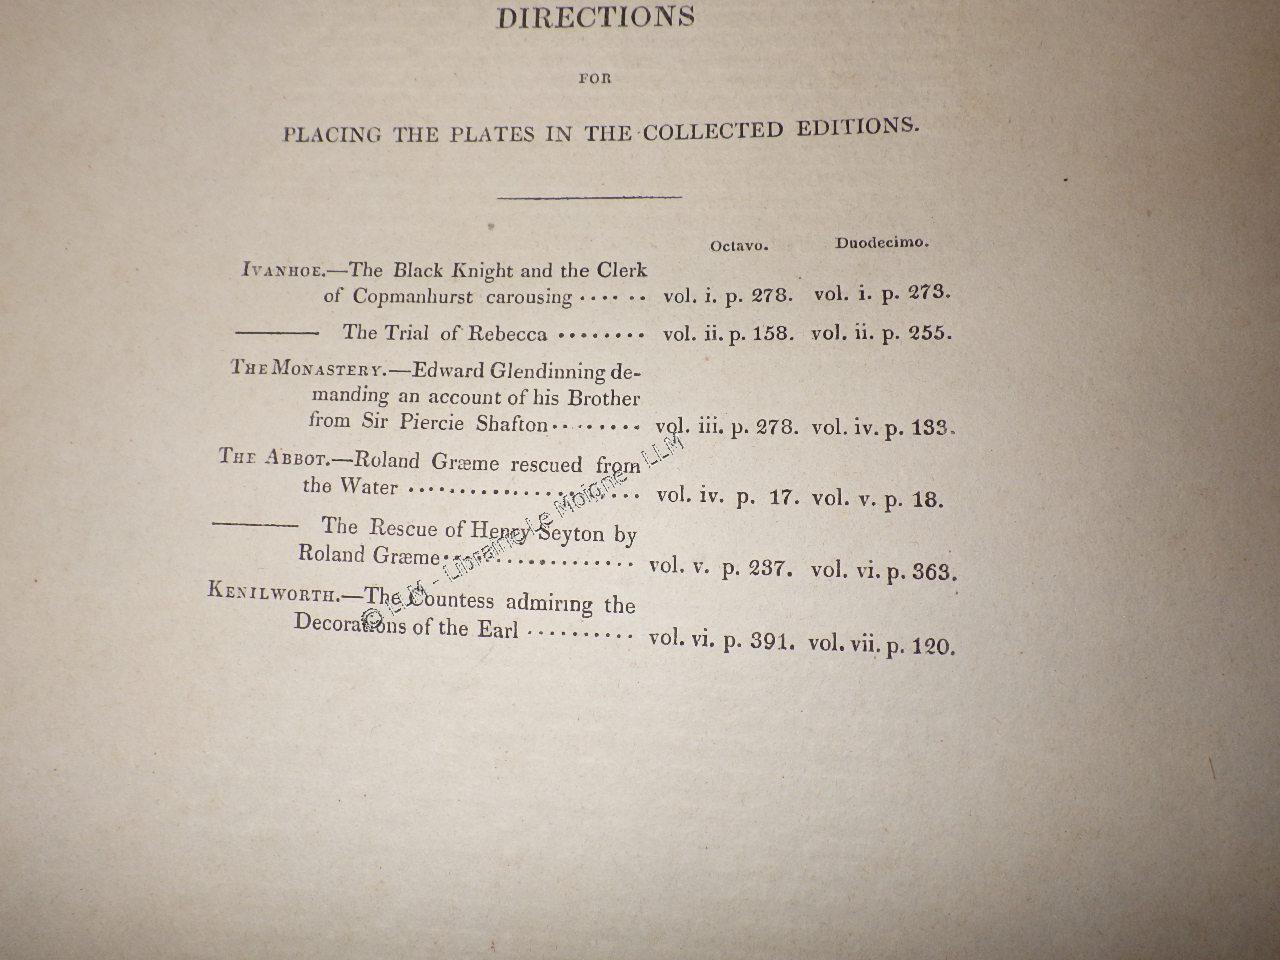 DIRECTIONS
FOR
PLACING THE PLATES IN THE COLLECTED EDITIONS.
Octavo. Duodecimo.
IVANHOE.—The Black Knight and the Clerk
of Copmanhurst carousing ······ vol. i. p. 278. vol. i. p. 273.
——— The Trial of Rebecca ········ vol. ii. p. 158. vol. ii. p. 255.
THE MONASTERY.—Edward Glendinning de-
manding an account of his Brother
from Sir Piercie Shafton········· vol. iii. p. 278. vol. iv. p. 133.
THE ABBOT.—Roland Græme rescued from
the Water ···················· vol. iv. p. 17. vol. v. p. 18.
——— The Rescue of Henry Seyton by
Roland Græme················ vol. v. p. 237. vol. vi. p. 363.
KENILWORTH.—The Countess admiring the
Decorations of the Earl ·········· vol. vi. p. 391. vol. vii. p. 120.
© LLM - Librairie Le Moigne LLM